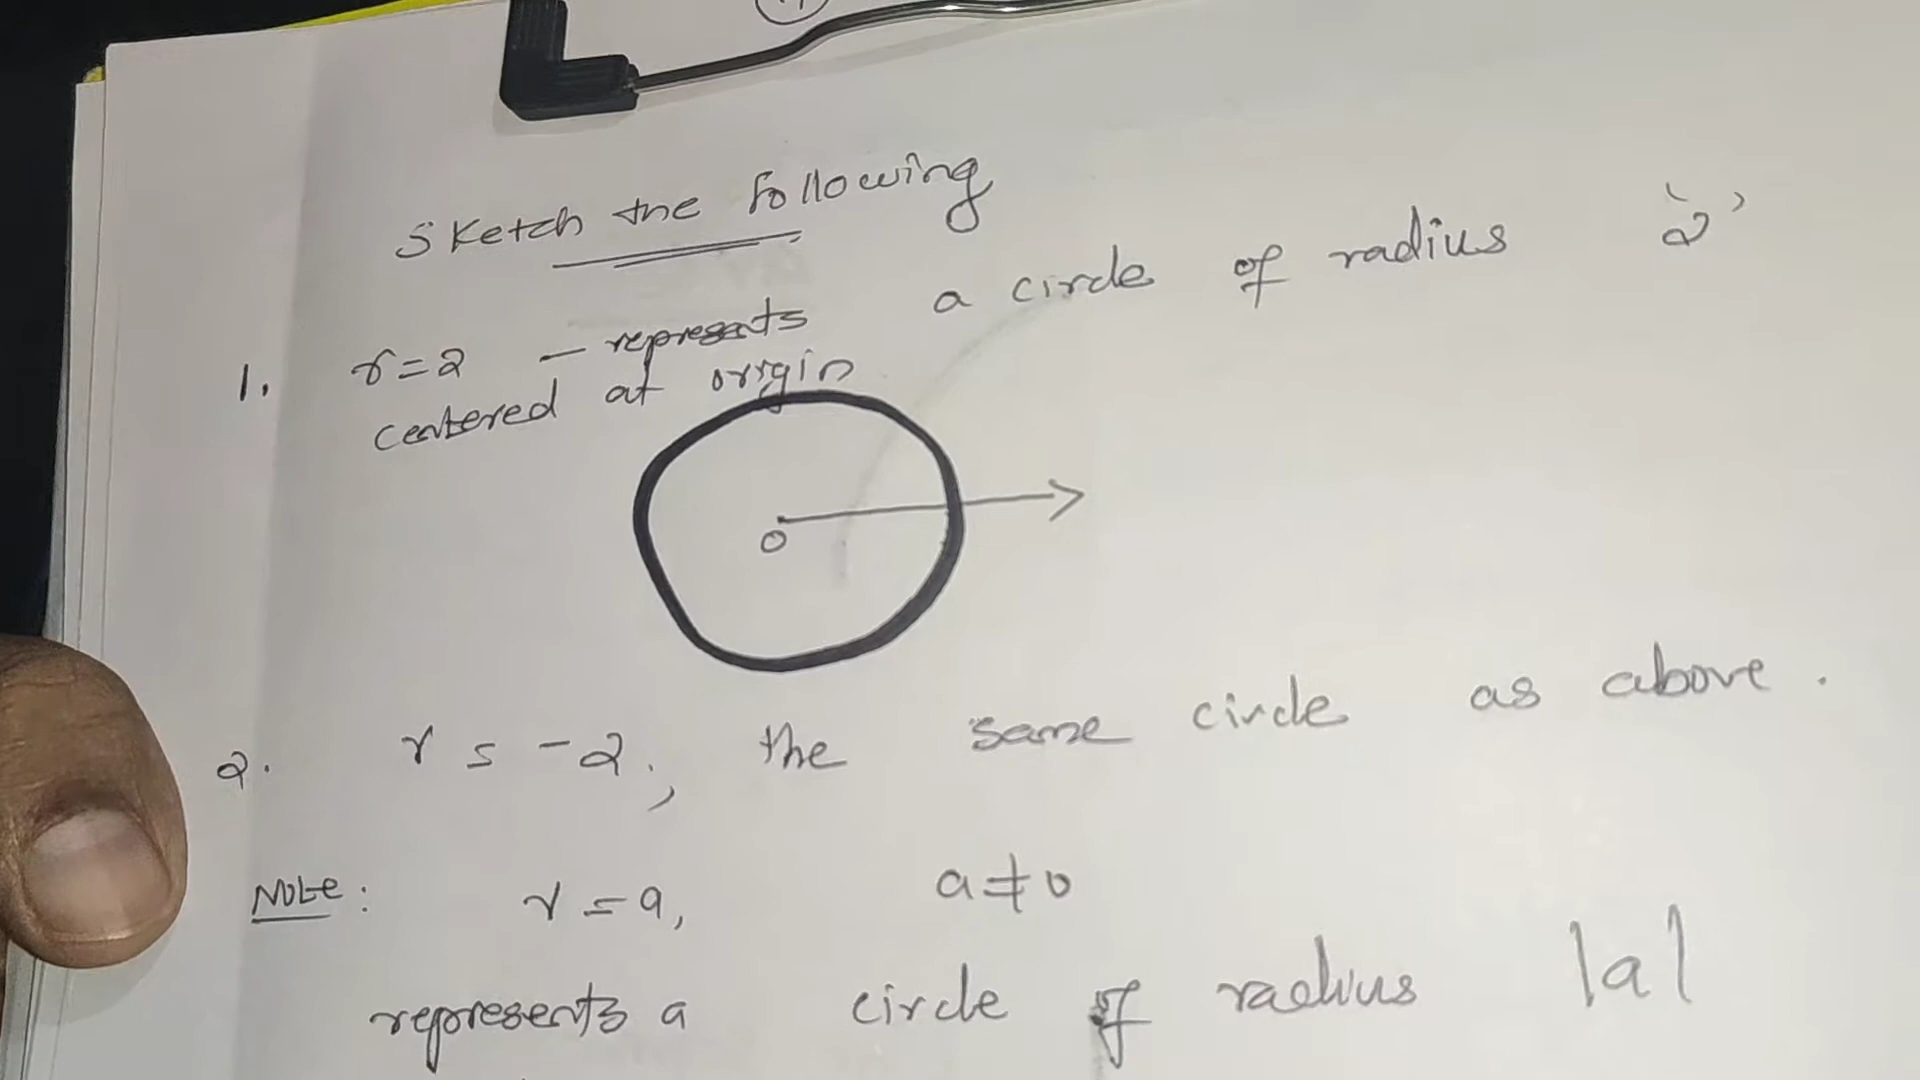 Sketch the following
1. r=2 — represents a circle of radius '2'
centered at origin
0
2. r = -2., the same circle as above.
Note: r = a, a≠0
represents a circle of radius |a|